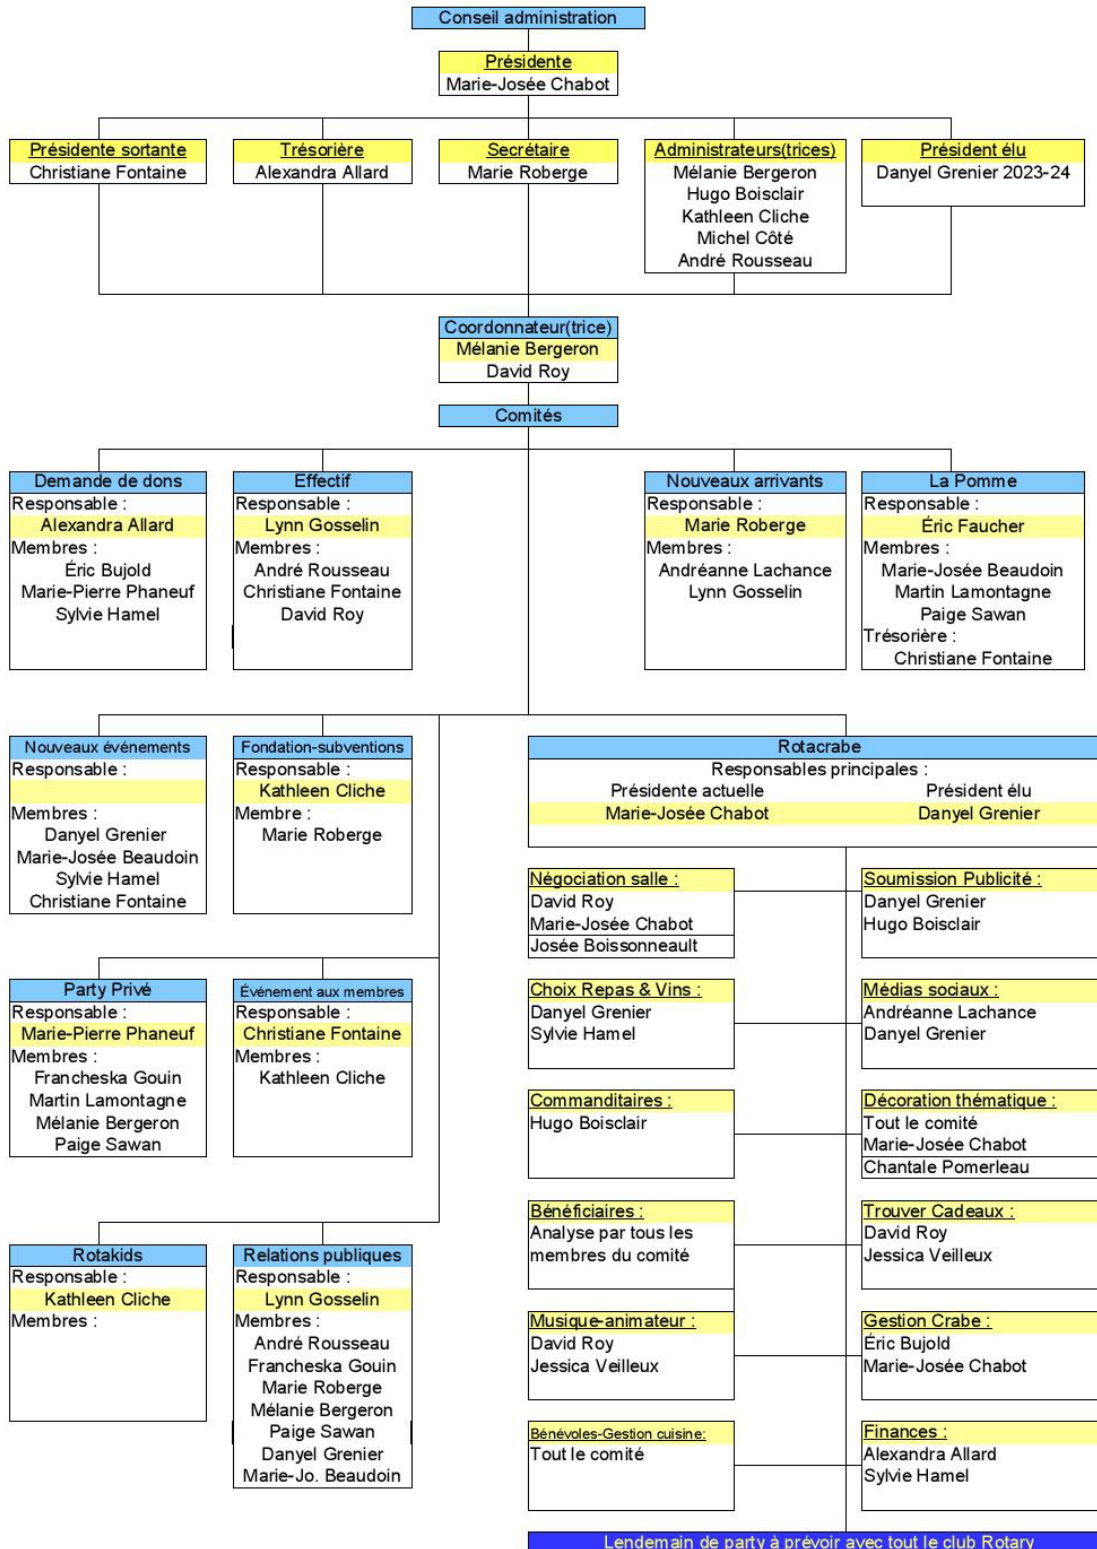 Conseil administration
Présidente
Marie-Josée Chabot
Présidente sortante
Christiane Fontaine
Trésorière
Alexandra Allard
Secrétaire
Marie Roberge
Administrateurs(trices)
Mélanie Bergeron
Hugo Boisclair
Kathleen Cliche
Michel Côté
André Rousseau
Président élu
Danyel Grenier 2023-24
Coordonnateur(trice)
Mélanie Bergeron
David Roy
Comités
Demande de dons
Responsable :
Alexandra Allard
Membres :
Éric Bujold
Marie-Pierre Phaneuf
Sylvie Hamel
Effectif
Responsable :
Lynn Gosselin
Membres :
André Rousseau
Christiane Fontaine
David Roy
Nouveaux arrivants
Responsable :
Marie Roberge
Membres :
Andréanne Lachance
Lynn Gosselin
La Pomme
Responsable :
Éric Faucher
Membres :
Marie-Josée Beaudoin
Martin Lamontagne
Paige Sawan
Trésorière :
Christiane Fontaine
Nouveaux événements
Responsable :
Membres :
Danyel Grenier
Marie-Josée Beaudoin
Sylvie Hamel
Christiane Fontaine
Fondation-subventions
Responsable :
Kathleen Cliche
Membre :
Marie Roberge
Rotacrabe
Responsables principales :
Présidente actuelle
Président élu
Marie-Josée Chabot
Danyel Grenier
Négociation salle :
David Roy
Marie-Josée Chabot
Josée Boissonneault
Soumission Publicité :
Danyel Grenier
Hugo Boisclair
Party Privé
Responsable :
Marie-Pierre Phaneuf
Membres :
Francheska Gouin
Martin Lamontagne
Mélanie Bergeron
Paige Sawan
Événement aux membres
Responsable :
Christiane Fontaine
Membres :
Kathleen Cliche
Choix Repas & Vins :
Danyel Grenier
Sylvie Hamel
Médias sociaux :
Andréanne Lachance
Danyel Grenier
Commanditaires :
Hugo Boisclair
Décoration thématique :
Tout le comité
Marie-Josée Chabot
Chantale Pomerleau
Bénéficiaires :
Analyse par tous les
membres du comité
Trouver Cadeaux :
David Roy
Jessica Veilleux
Rotakids
Responsable :
Kathleen Cliche
Membres :
Relations publiques
Responsable :
Lynn Gosselin
Membres :
André Rousseau
Francheska Gouin
Marie Roberge
Mélanie Bergeron
Paige Sawan
Danyel Grenier
Marie-Jo. Beaudoin
Musique-animateur :
David Roy
Jessica Veilleux
Gestion Crabe :
Éric Bujold
Marie-Josée Chabot
Bénévoles-Gestion cuisine:
Tout le comité
Finances :
Alexandra Allard
Sylvie Hamel
Lendemain de party à prévoir avec tout le club Rotary